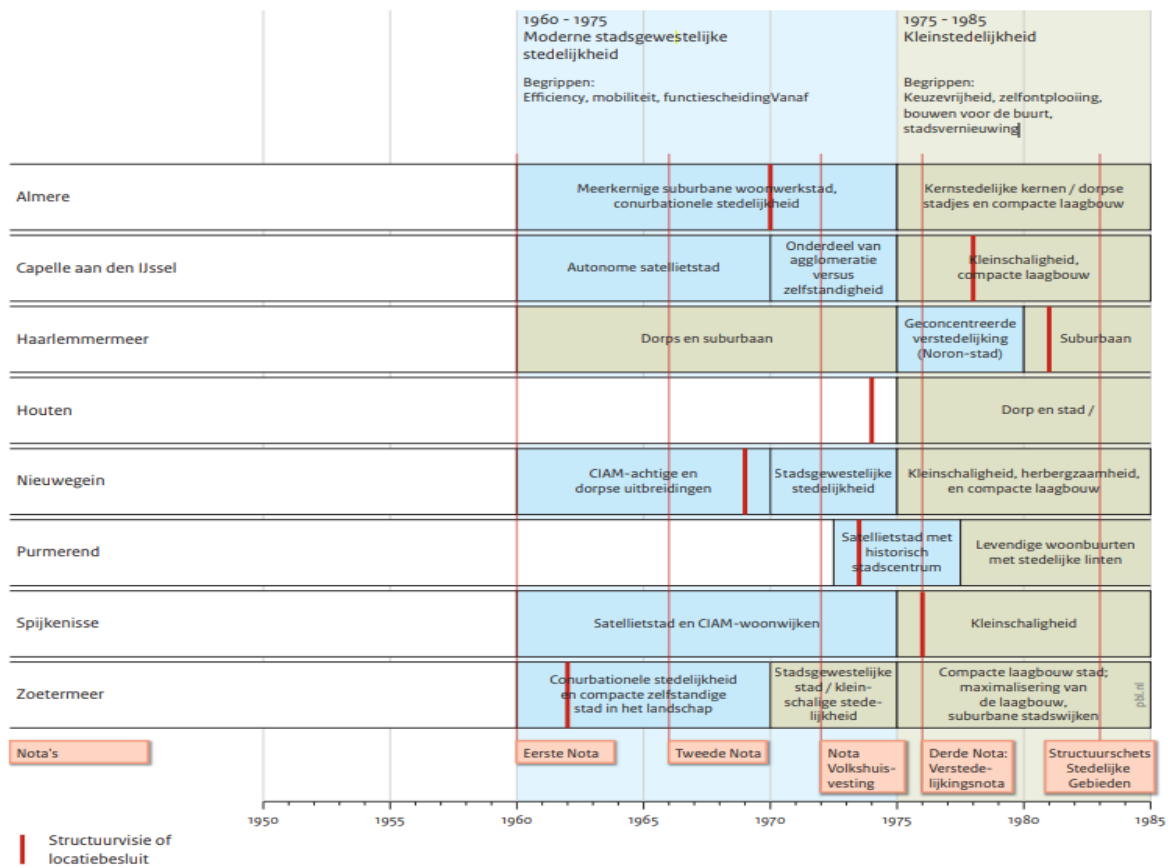 1960 - 1975
Moderne stadsgewestelijke
stedelijkheid
Begrippen:
Efficiency, mobiliteit, functiescheidingVanaf
1975 - 1985
Kleinstedelijkheid
Begrippen:
Keuzevrijheid, zelfontplooiing,
bouwen voor de buurt,
stadsvernieuwing
Almere
Meerkernige suburbane woonwerkstad,
conurbationele stedelijkheid
Kernstedelijke kernen / dorpse
stadjes en compacte laagbouw
Capelle aan den IJssel
Autonome satellietstad
Onderdeel van
agglomeratie
versus
zelfstandigheid
Kleinschaligheid,
compacte laagbouw
Haarlemmermeer
Dorps en suburbaan
Geconcentreerde
verstedelijking
(Noron-stad)
Suburbaan
Houten
Dorp en stad /
Nieuwegein
CIAM-achtige en
dorpse uitbreidingen
Stadsgewestelijke
stedelijkheid
Kleinschaligheid, herbergzaamheid,
en compacte laagbouw
Purmerend
Satellietstad met
historisch
stadscentrum
Levendige woonbuurten
met stedelijke linten
Spijkenisse
Satellietstad en CIAM-woonwijken
Kleinschaligheid
Zoetermeer
Conurbationele stedelijkheid
en compacte zelfstandige
stad in het landschap
Stadsgewestelijke
stad / klein-
schalige stede-
lijkheid
Compacte laagbouw stad;
maximalisering van
de laagbouw,
suburbane stadswijken
pbl.nl
Nota's
Eerste Nota
Tweede Nota
Nota
Volkshuis-
vesting
Derde Nota:
Verstede-
lijkingsnota
Structuurschets
Stedelijke
Gebieden
1950
1955
1960
1965
1970
1975
1980
1985
Structuurvisie of
locatiebesluit